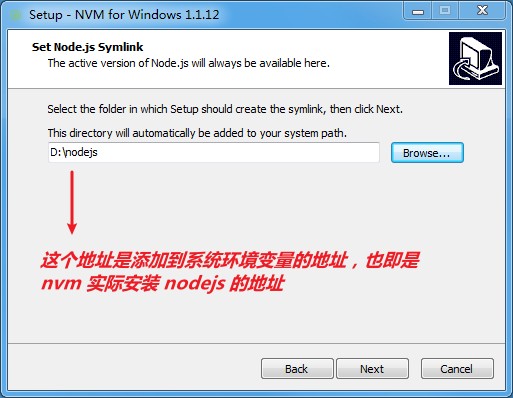 Setup - NVM for Windows 1.1.12
Set Node.js Symlink
The active version of Node.js will always be available here.
Select the folder in which Setup should create the symlink, then click Next.
This directory will automatically be added to your system path.
D:\nodejs
Browse...
这个地址是添加到系统环境变量的地址，也即是
nvm 实际安装 nodejs 的地址
Back
Next
Cancel